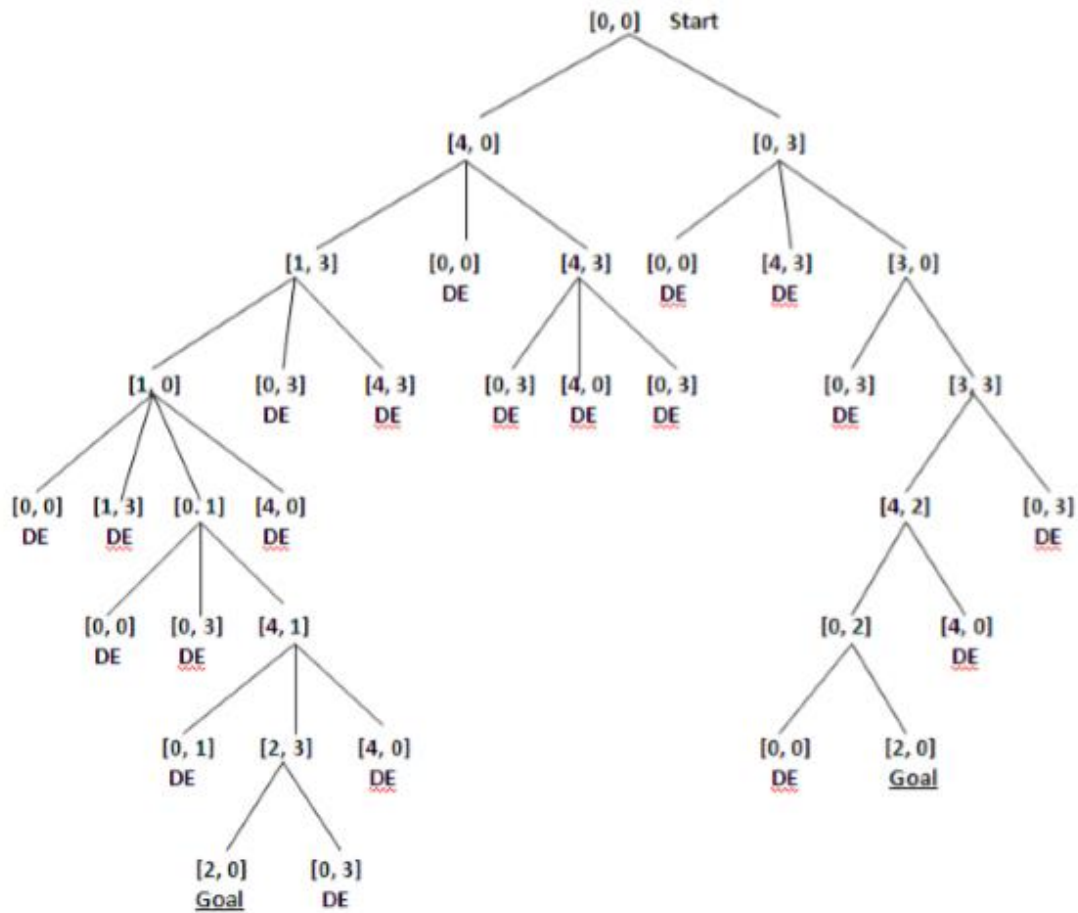 [0, 0] Start
[4, 0] [0, 3]
[1, 3] [0, 0] [4, 3] [0, 0] [4, 3] [3, 0]
DE DE DE
[1, 0] [0, 3] [4, 3] [0, 3] [4, 0] [0, 3] [0, 3] [3, 3]
DE DE DE DE DE DE
[0, 0] [1, 3] [0, 1] [4, 0] [4, 2] [0, 3]
DE DE DE DE
[0, 0] [0, 3] [4, 1] [0, 2] [4, 0]
DE DE DE
[0, 1] [2, 3] [4, 0] [0, 0] [2, 0]
DE DE DE Goal
[2, 0] [0, 3]
Goal DE